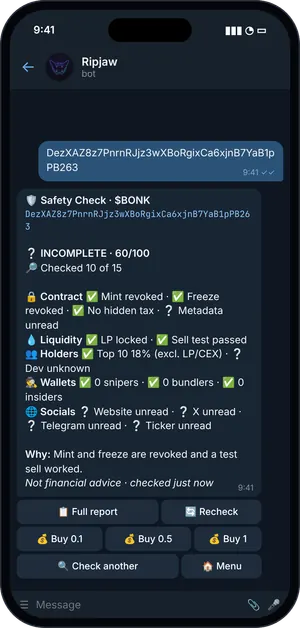 9:41
Ripjaw
bot
DezXAZ8z7PnrnRJjz3wXBoRgixCa6xjnB7YaB1p
PB263
9:41 ✓✓
🛡️ Safety Check · $BONK
DezXAZ8z7PnrnRJjz3wXBoRgixCa6xjnB7YaB1pPB26
3
❔ INCOMPLETE · 60/100
🔎 Checked 10 of 15
🔒 Contract ✅ Mint revoked · ✅ Freeze
revoked · ✅ No hidden tax · ❔ Metadata
unread
💧 Liquidity ✅ LP locked · ✅ Sell test passed
👥 Holders ✅ Top 10 18% (excl. LP/CEX) · ❔
Dev unknown
🕵️ Wallets ✅ 0 snipers · ✅ 0 bundlers · ✅ 0
insiders
🌐 Socials ❔ Website unread · ❔ X unread ·
❔ Telegram unread · ❔ Ticker unread
Why: Mint and freeze are revoked and a test
sell worked.
Not financial advice · checked just now
9:41
📋 Full report
🔄 Recheck
💰 Buy 0.1
💰 Buy 0.5
💰 Buy 1
🔍 Check another
🏠 Menu
Message